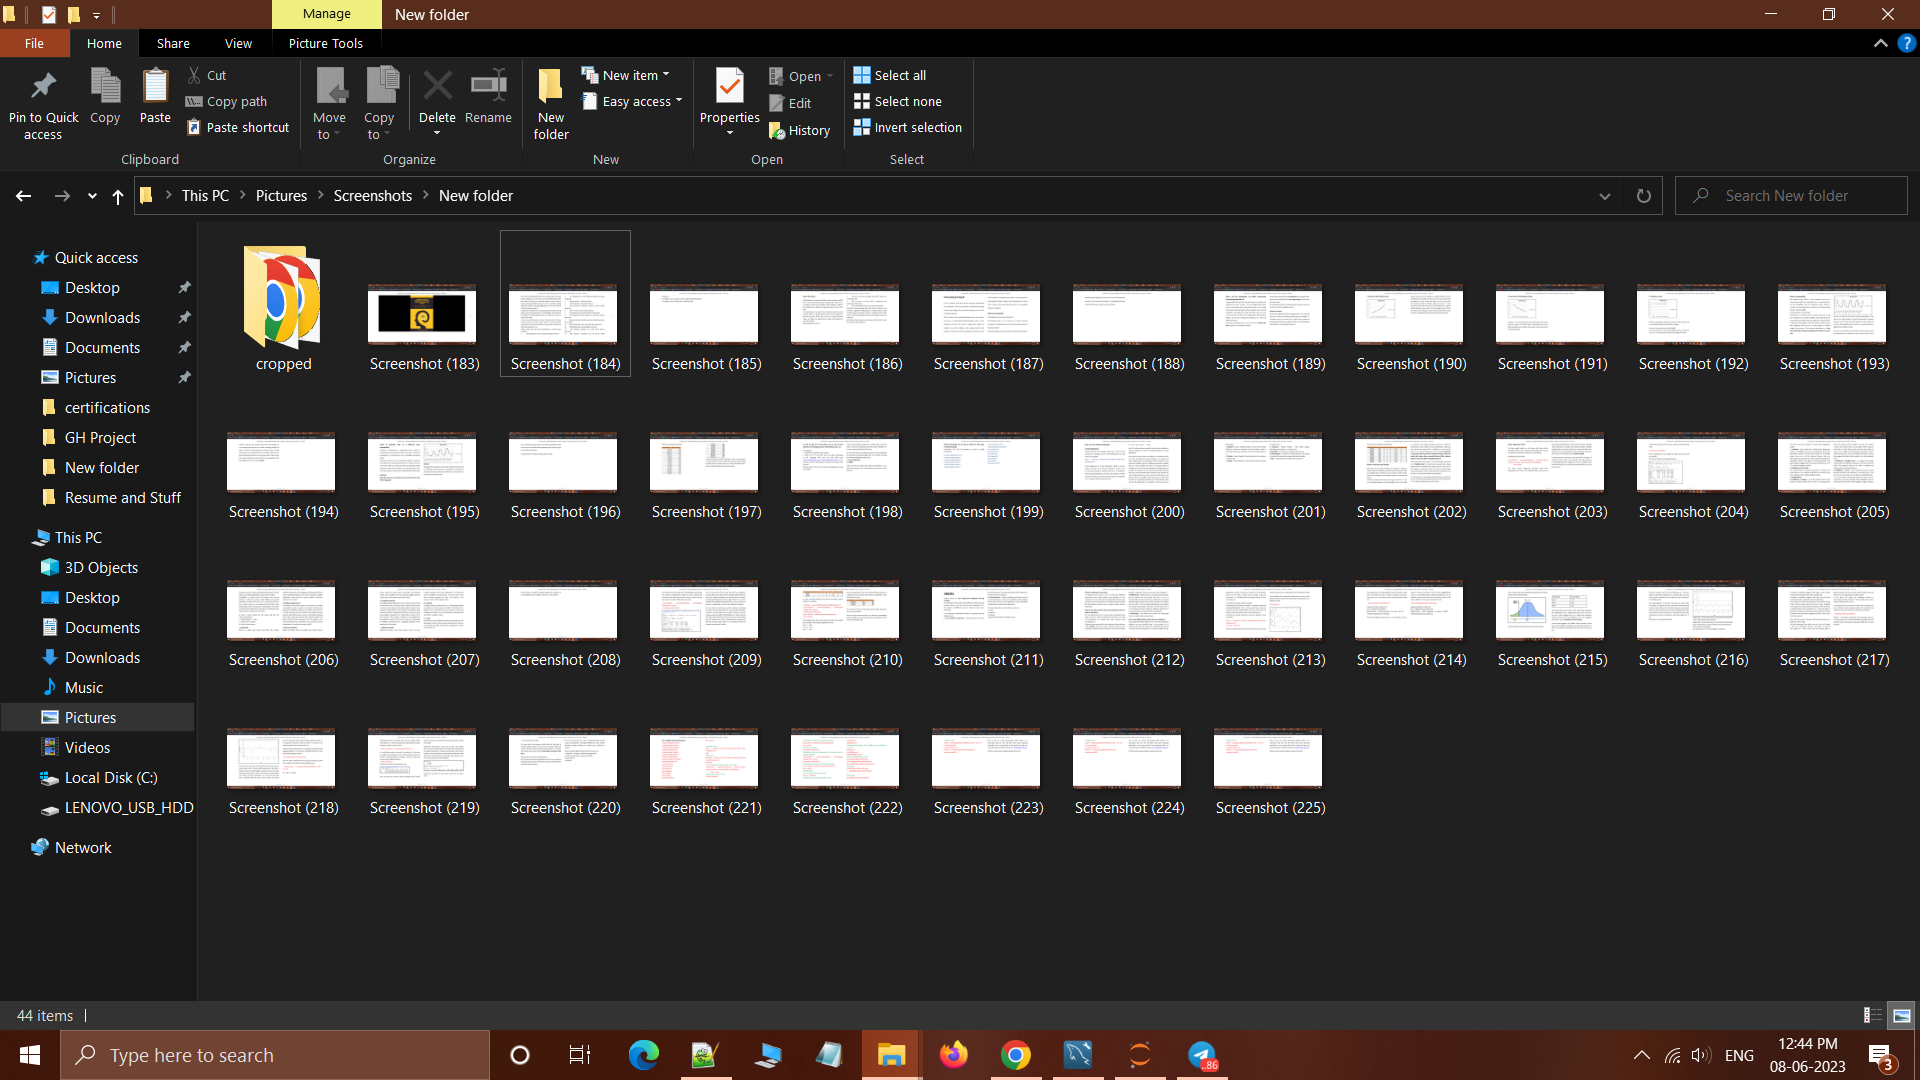 Manage
New folder
File
Home
Share
View
Picture Tools
Pin to Quick access
Copy
Paste
Cut
Copy path
Paste shortcut
Clipboard
Move to
Copy to
Delete
Rename
Organize
New folder
New item
Easy access
New
Properties
Open
Edit
History
Open
Select all
Select none
Invert selection
Select
This PC > Pictures > Screenshots > New folder
Search New folder
Quick access
Desktop
Downloads
Documents
Pictures
certifications
GH Project
New folder
Resume and Stuff
This PC
3D Objects
Desktop
Documents
Downloads
Music
Pictures
Videos
Local Disk (C:)
LENOVO_USB_HDD
Network
cropped
Screenshot (183)
Screenshot (184)
Screenshot (185)
Screenshot (186)
Screenshot (187)
Screenshot (188)
Screenshot (189)
Screenshot (190)
Screenshot (191)
Screenshot (192)
Screenshot (193)
Screenshot (194)
Screenshot (195)
Screenshot (196)
Screenshot (197)
Screenshot (198)
Screenshot (199)
Screenshot (200)
Screenshot (201)
Screenshot (202)
Screenshot (203)
Screenshot (204)
Screenshot (205)
Screenshot (206)
Screenshot (207)
Screenshot (208)
Screenshot (209)
Screenshot (210)
Screenshot (211)
Screenshot (212)
Screenshot (213)
Screenshot (214)
Screenshot (215)
Screenshot (216)
Screenshot (217)
Screenshot (218)
Screenshot (219)
Screenshot (220)
Screenshot (221)
Screenshot (222)
Screenshot (223)
Screenshot (224)
Screenshot (225)
44 items
Type here to search
..86
ENG
12:44 PM
08-06-2023
3